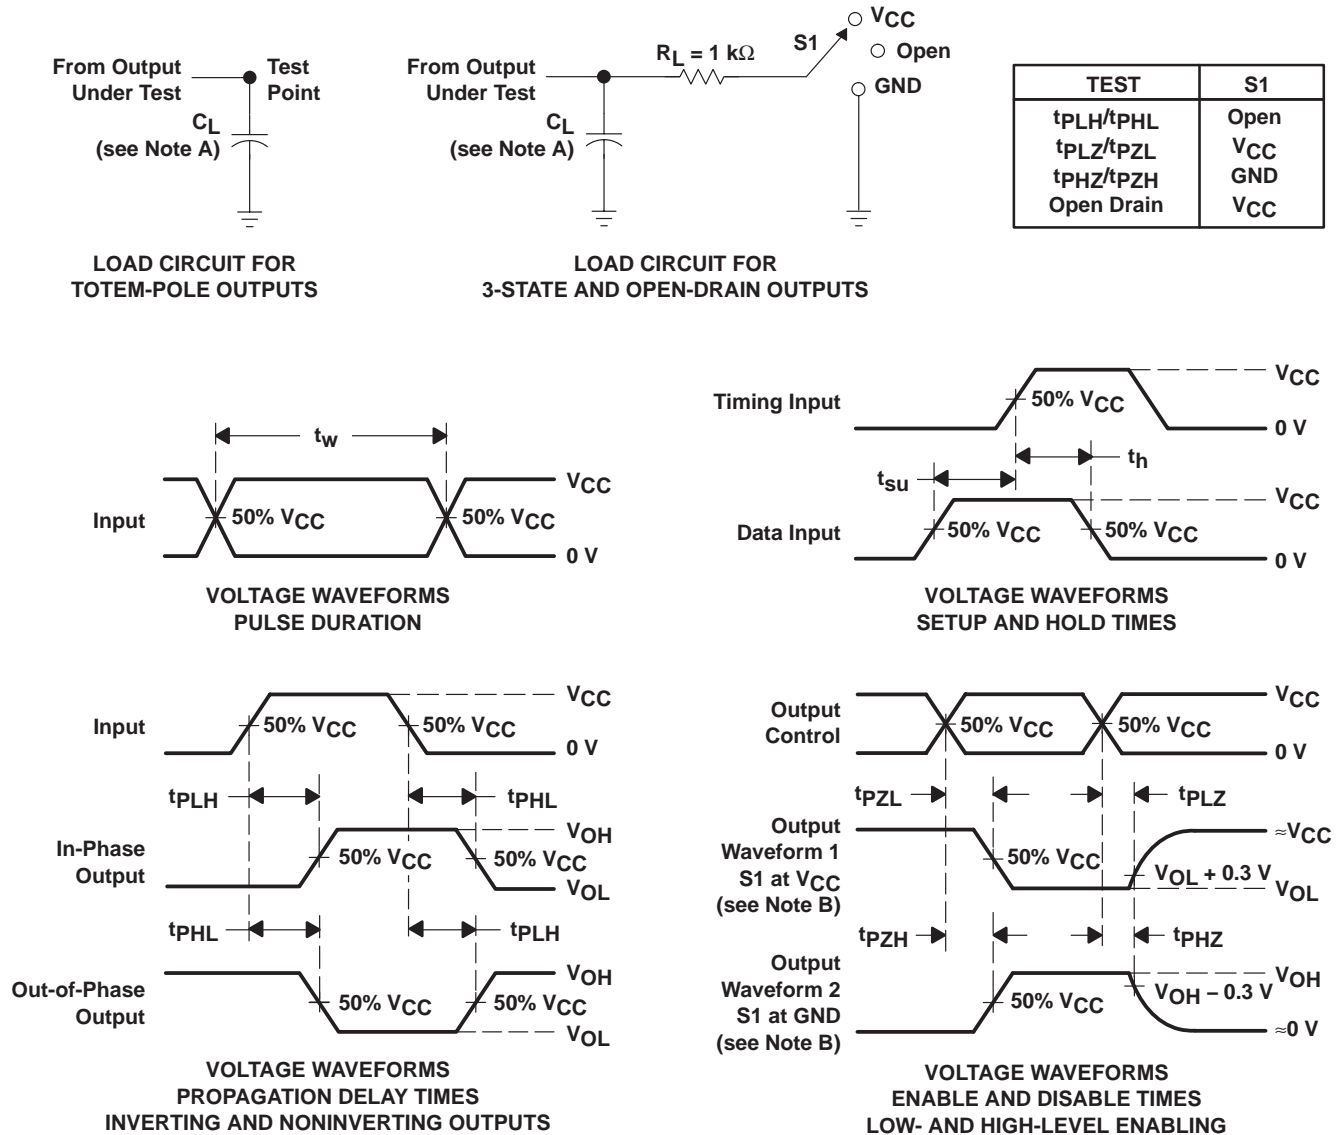 From Output
Under Test
Test
Point
CL
(see Note A)
LOAD CIRCUIT FOR
TOTEM-POLE OUTPUTS
From Output
Under Test
CL
(see Note A)
RL = 1 kΩ
S1
VCC
Open
GND
LOAD CIRCUIT FOR
3-STATE AND OPEN-DRAIN OUTPUTS
TEST S1
tPLH/tPHL Open
tPLZ/tPZL VCC
tPHZ/tPZH GND
Open Drain VCC
tw
Input
50% VCC
50% VCC
VCC
0 V
VOLTAGE WAVEFORMS
PULSE DURATION
Timing Input
50% VCC
VCC
0 V
th
tsu
Data Input
50% VCC
50% VCC
VCC
0 V
VOLTAGE WAVEFORMS
SETUP AND HOLD TIMES
Input
50% VCC
50% VCC
VCC
0 V
tPLH
tPHL
In-Phase
Output
50% VCC
50% VCC
VOH
VOL
tPHL
tPLH
Out-of-Phase
Output
50% VCC
50% VCC
VOH
VOL
VOLTAGE WAVEFORMS
PROPAGATION DELAY TIMES
INVERTING AND NONINVERTING OUTPUTS
Output
Control
50% VCC
50% VCC
VCC
0 V
tPZL
tPLZ
Output
Waveform 1
S1 at VCC
(see Note B)
50% VCC
VOL + 0.3 V
≈VCC
VOL
tPZH
tPHZ
Output
Waveform 2
S1 at GND
(see Note B)
50% VCC
VOH – 0.3 V
VOH
≈0 V
VOLTAGE WAVEFORMS
ENABLE AND DISABLE TIMES
LOW- AND HIGH-LEVEL ENABLING